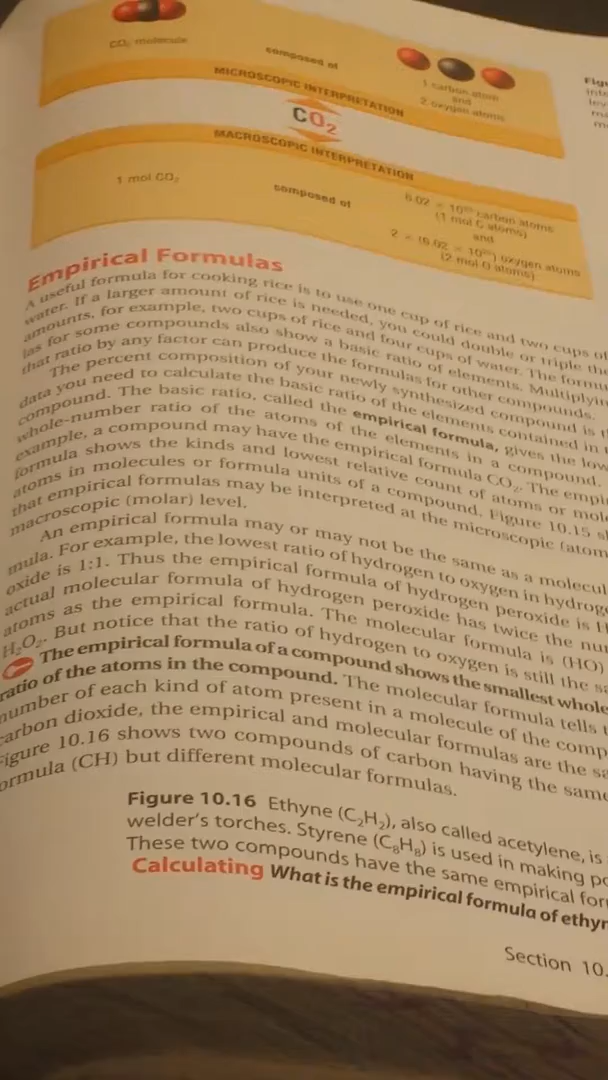 CO₂ molecule
composed of
1 carbon atom
and
2 oxygen atoms
MICROSCOPIC INTERPRETATION
CO₂
MACROSCOPIC INTERPRETATION
1 mol CO₂
composed of
6.02 × 10²³ carbon atoms
(1 mol C atoms)
and
2 × (6.02 × 10²³) oxygen atoms
(2 mol O atoms)
Empirical Formulas
A useful formula for cooking rice is to use one cup of rice and two cups of
water. If a larger amount of rice is needed, you could double or triple the
amounts, for example, two cups of rice and four cups of water. The formu
las for some compounds also show a basic ratio of elements. Multiplyin
that ratio by any factor can produce the formulas for other compounds.
The percent composition of your newly synthesized compound is t
data you need to calculate the basic ratio of the elements contained in
compound. The basic ratio, called the empirical formula, gives the low
whole-number ratio of the atoms of the elements in a compound.
example, a compound may have the empirical formula CO₂. The empi
formula shows the kinds and lowest relative count of atoms or mol
atoms in molecules or formula units of a compound. Figure 10.15 s
that empirical formulas may be interpreted at the microscopic (atom
macroscopic (molar) level.
An empirical formula may or may not be the same as a molecul
mula. For example, the lowest ratio of hydrogen to oxygen in hydrog
oxide is 1:1. Thus the empirical formula of hydrogen peroxide is H
actual molecular formula of hydrogen peroxide has twice the nu
atoms as the empirical formula. The molecular formula is (HO)
H₂O₂. But notice that the ratio of hydrogen to oxygen is still the sa
The empirical formula of a compound shows the smallest whole
ratio of the atoms in the compound. The molecular formula tells t
number of each kind of atom present in a molecule of the comp
carbon dioxide, the empirical and molecular formulas are the sa
Figure 10.16 shows two compounds of carbon having the same
ormula (CH) but different molecular formulas.
Figure 10.16 Ethyne (C₂H₂), also called acetylene, is
welder's torches. Styrene (C₈H₈) is used in making po
These two compounds have the same empirical for
Calculating What is the empirical formula of ethyn
Section 10.